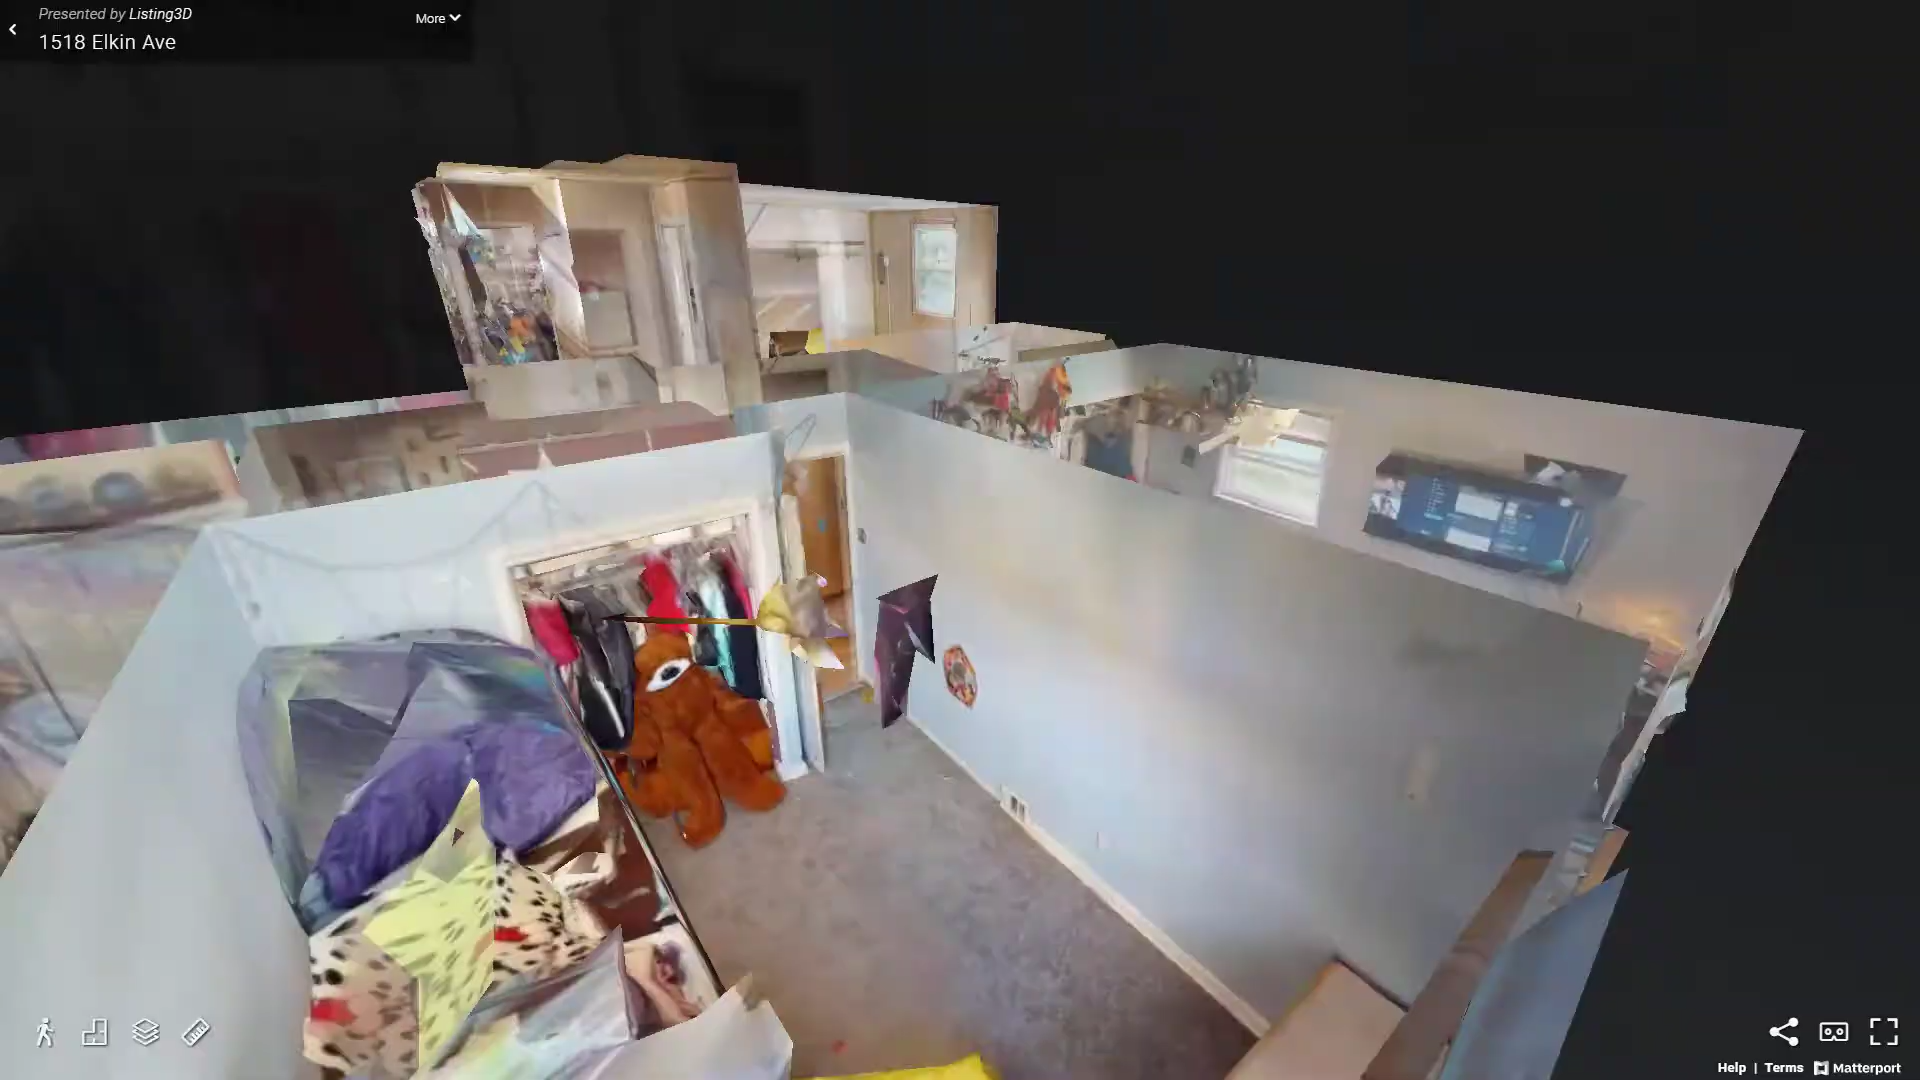 Presented by Listing3D
More
1518 Elkin Ave
Help | Terms Matterport